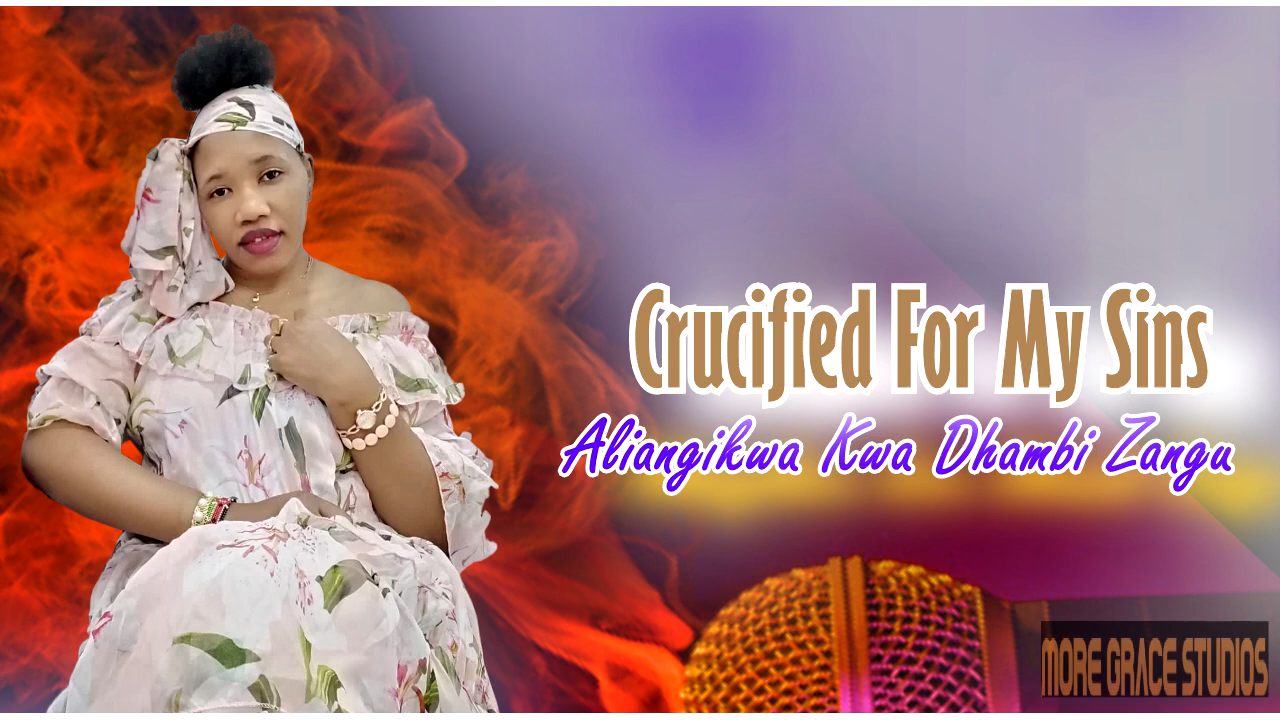 Crucified For My Sins
Aliangikwa Kwa Dhambi Zangu
MORE GRACE STUDIOS